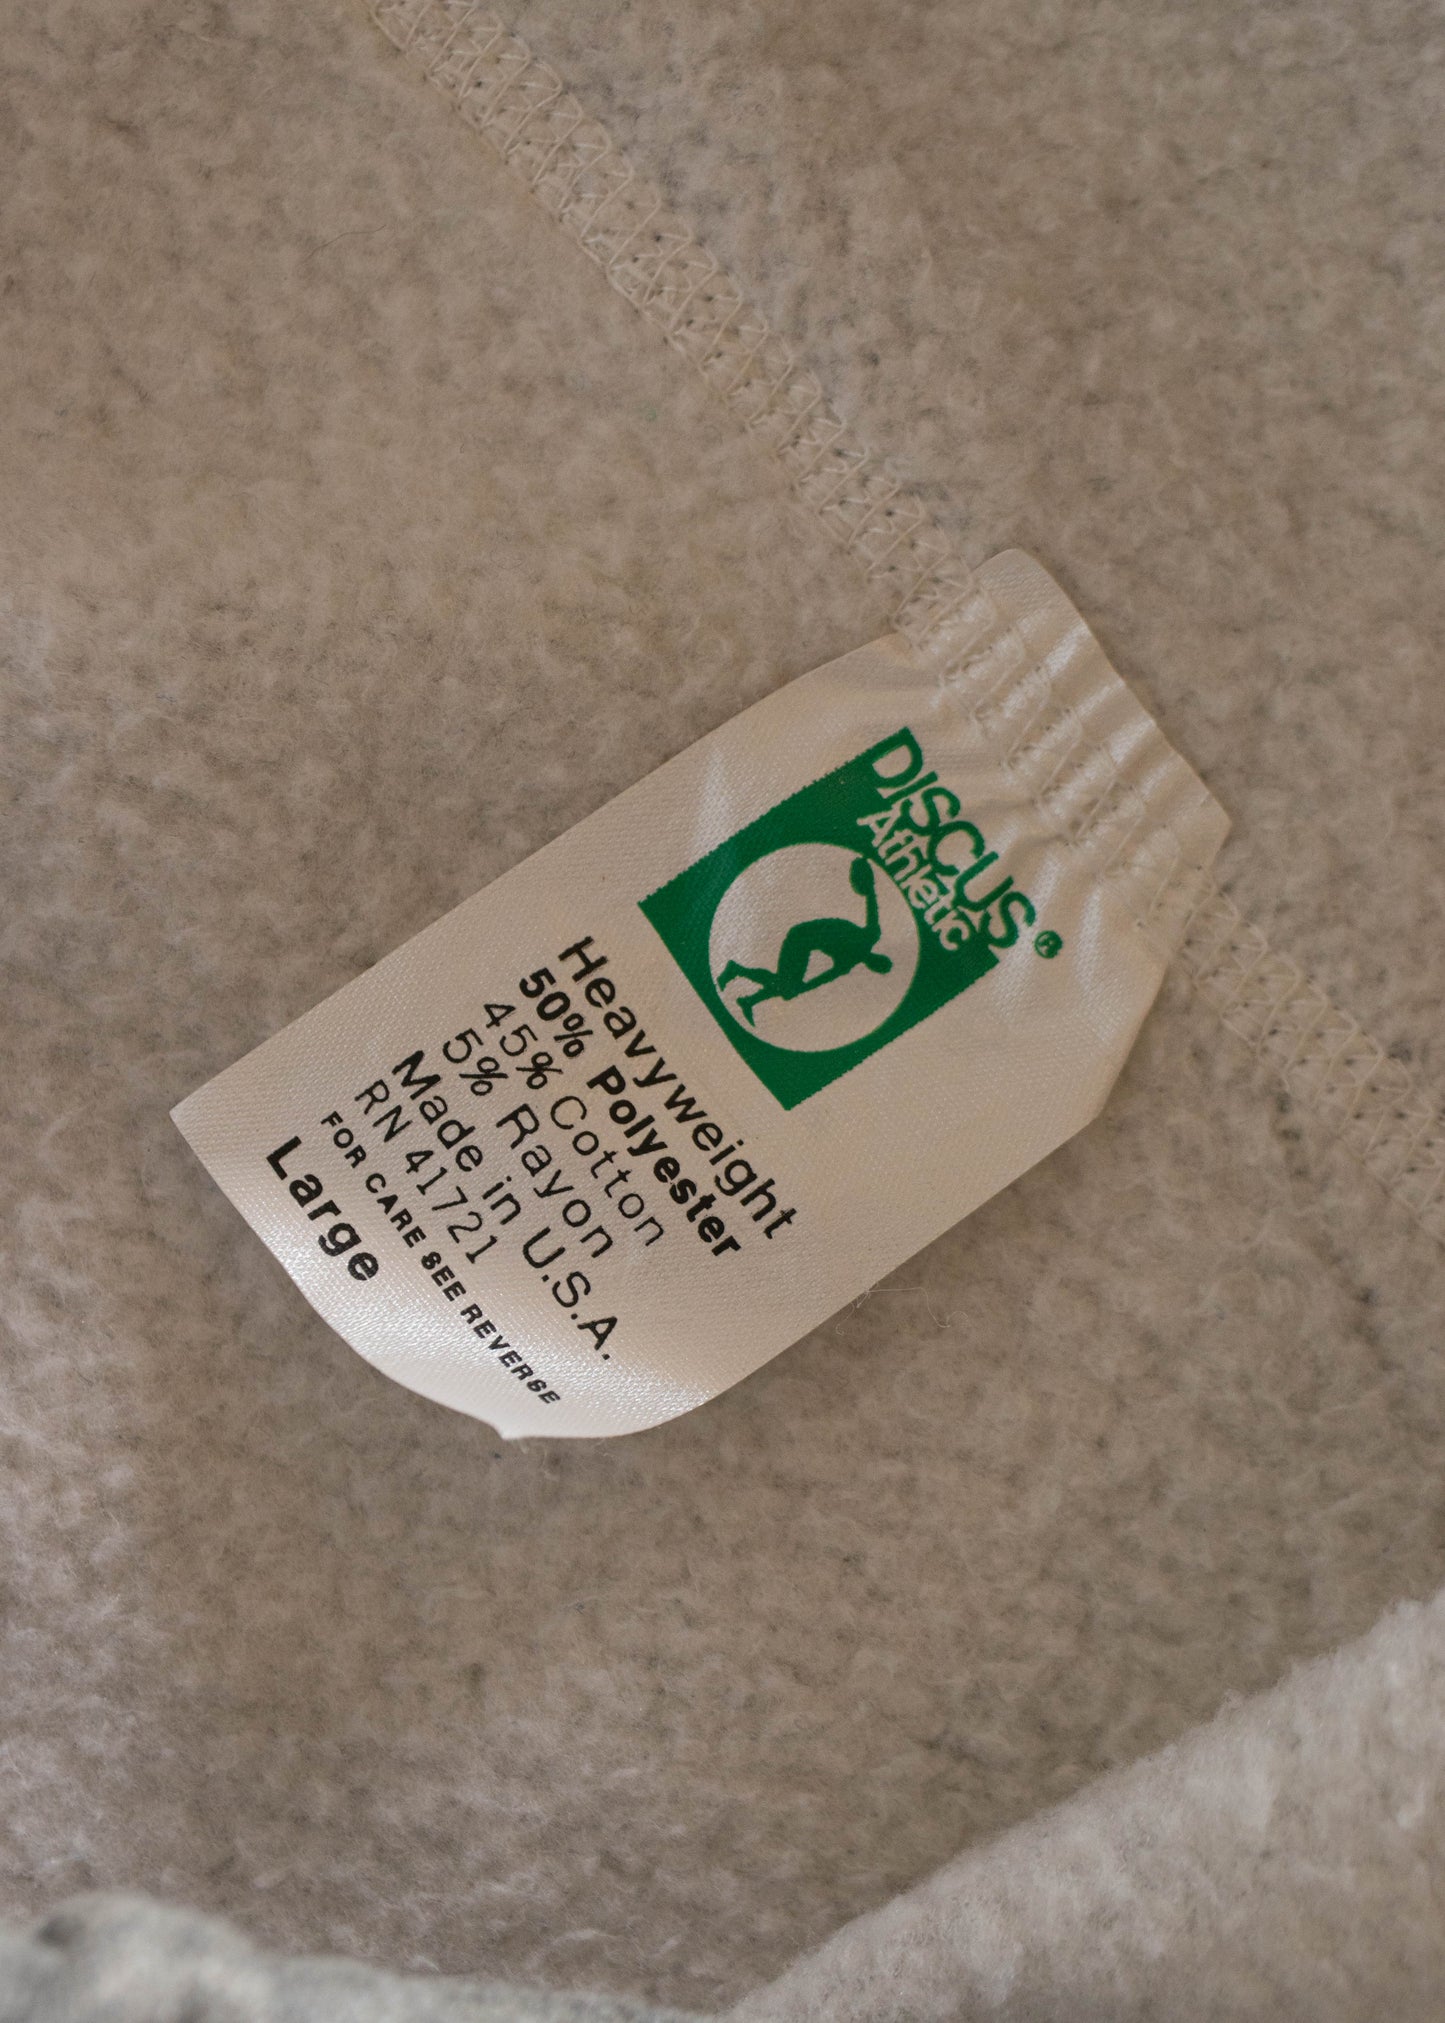 DISCUS®
Athletic
Heavyweight
50% Polyester
45% Cotton
5% Rayon
Made in U.S.A.
RN 41721
FOR CARE SEE REVERSE
Large